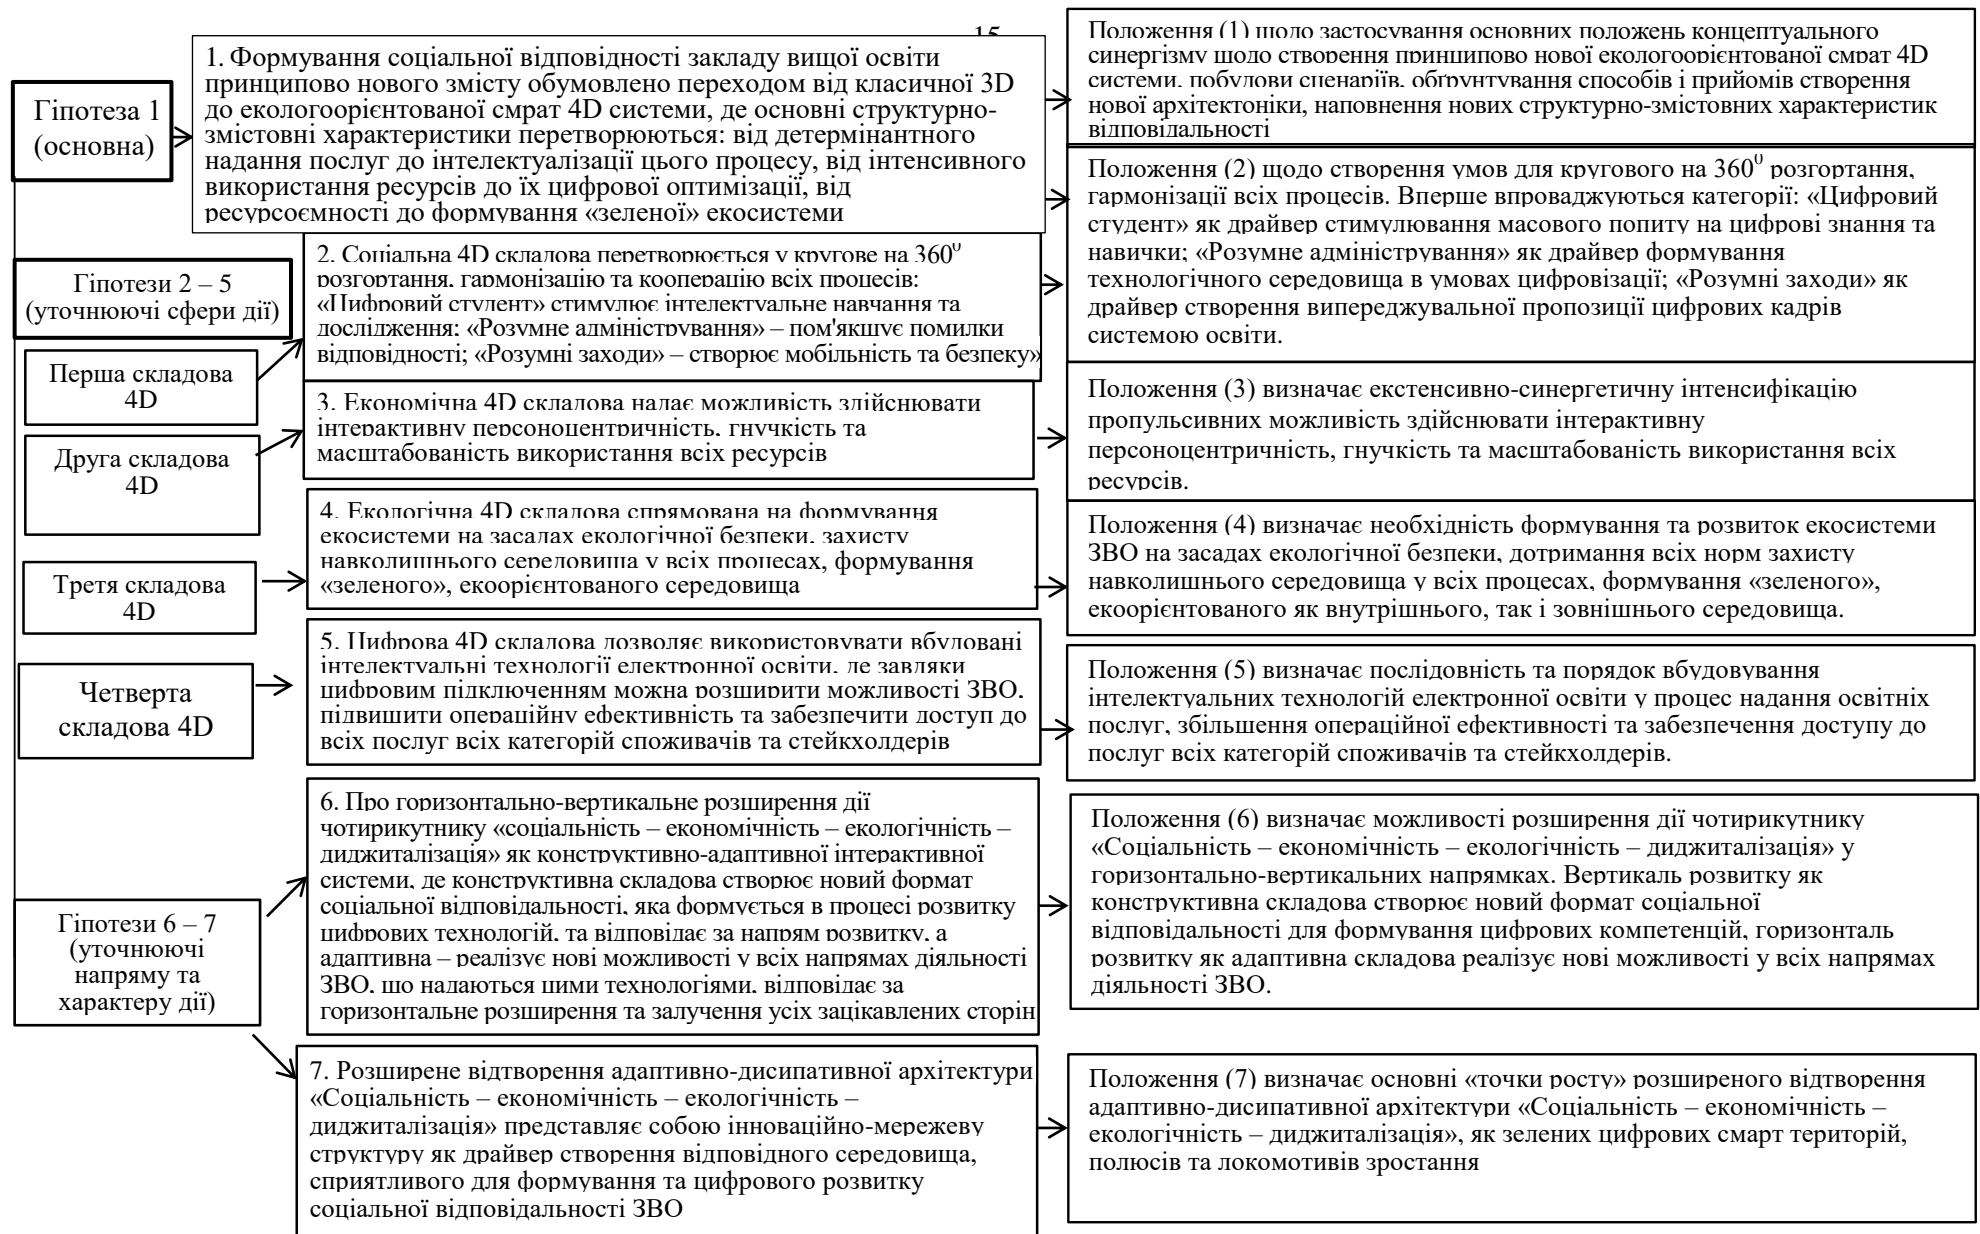 15
Гіпотеза 1
(основна)
1. Формування соціальної відповідності закладу вищої освіти
принципово нового змісту обумовлено переходом від класичної 3D
до екологоорієнтованої смрат 4D системи, де основні структурно-
змістовні характеристики перетворюються: від детермінантного
надання послуг до інтелектуалізації цього процесу, від інтенсивного
використання ресурсів до їх цифрової оптимізації, від
ресурсоємності до формування «зеленої» екосистеми
Положення (1) щодо застосування основних положень концептуального
синергізму щодо створення принципово нової екологоорієнтованої смрат 4D
системи, побудови сценаріїв, обґрунтування способів і прийомів створення
нової архітектоніки, наповнення нових структурно-змістовних характеристик
відповідальності
Положення (2) щодо створення умов для кругового на 360⁰ розгортання,
гармонізації всіх процесів. Вперше впроваджуються категорії: «Цифровий
студент» як драйвер стимулювання масового попиту на цифрові знання та
навички; «Розумне адміністрування» як драйвер формування
технологічного середовища в умовах цифровізації; «Розумні заходи» як
драйвер створення випереджувальної пропозиції цифрових кадрів
системою освіти.
Гіпотези 2 – 5
(уточнюючі сфери дії)
2. Соціальна 4D складова перетворюється у кругове на 360⁰
розгортання, гармонізацію та кооперацію всіх процесів:
«Цифровий студент» стимулює інтелектуальне навчання та
дослідження; «Розумне адміністрування» – пом'якшує помилки
відповідності; «Розумні заходи» – створює мобільність та безпеку»
Перша складова
4D
3. Економічна 4D складова надає можливість здійснювати
інтерактивну персоноцентричність, гнучкість та
масштабованість використання всіх ресурсів
Положення (3) визначає екстенсивно-синергетичну інтенсифікацію
пропульсивних можливість здійснювати інтерактивну
персоноцентричність, гнучкість та масштабованість використання всіх
ресурсів.
Друга складова
4D
4. Екологічна 4D складова спрямована на формування
екосистеми на засадах екологічної безпеки, захисту
навколишнього середовища у всіх процесах, формування
«зеленого», екоорієнтованого середовища
Положення (4) визначає необхідність формування та розвиток екосистеми
ЗВО на засадах екологічної безпеки, дотримання всіх норм захисту
навколишнього середовища у всіх процесах, формування «зеленого»,
екоорієнтованого як внутрішнього, так і зовнішнього середовища.
Третя складова
4D
5. Цифрова 4D складова дозволяє використовувати вбудовані
інтелектуальні технології електронної освіти, де завдяки
цифровим підключенням можна розширити можливості ЗВО,
підвищити операційну ефективність та забезпечити доступ до
всіх послуг всіх категорій споживачів та стейкхолдерів
Положення (5) визначає послідовність та порядок вбудовування
інтелектуальних технологій електронної освіти у процес надання освітніх
послуг, збільшення операційної ефективності та забезпечення доступу до
послуг всіх категорій споживачів та стейкхолдерів.
Четверта
складова 4D
6. Про горизонтально-вертикальне розширення дії
чотирикутнику «соціальність – економічність – екологічність –
диджиталізація» як конструктивно-адаптивної інтерактивної
системи, де конструктивна складова створює новий формат
соціальної відповідальності, яка формується в процесі розвитку
цифрових технологій, та відповідає за напрям розвитку, а
адаптивна – реалізує нові можливості у всіх напрямах діяльності
ЗВО, що надаються цими технологіями, відповідає за
горизонтальне розширення та залучення усіх зацікавлених сторін
Положення (6) визначає можливості розширення дії чотирикутнику
«Соціальність – економічність – екологічність – диджиталізація» у
горизонтально-вертикальних напрямках. Вертикаль розвитку як
конструктивна складова створює новий формат соціальної
відповідальності для формування цифрових компетенцій, горизонталь
розвитку як адаптивна складова реалізує нові можливості у всіх напрямах
діяльності ЗВО.
Гіпотези 6 – 7
(уточнюючі
напряму та
характеру дії)
7. Розширене відтворення адаптивно-дисипативної архітектури
«Соціальність – економічність – екологічність –
диджиталізація» представляє собою інноваційно-мережеву
структуру як драйвер створення відповідного середовища,
сприятливого для формування та цифрового розвитку
соціальної відповідальності ЗВО
Положення (7) визначає основні «точки росту» розширеного відтворення
адаптивно-дисипативної архітектури «Соціальність – економічність –
екологічність – диджиталізація», як зелених цифрових смарт територій,
полюсів та локомотивів зростання